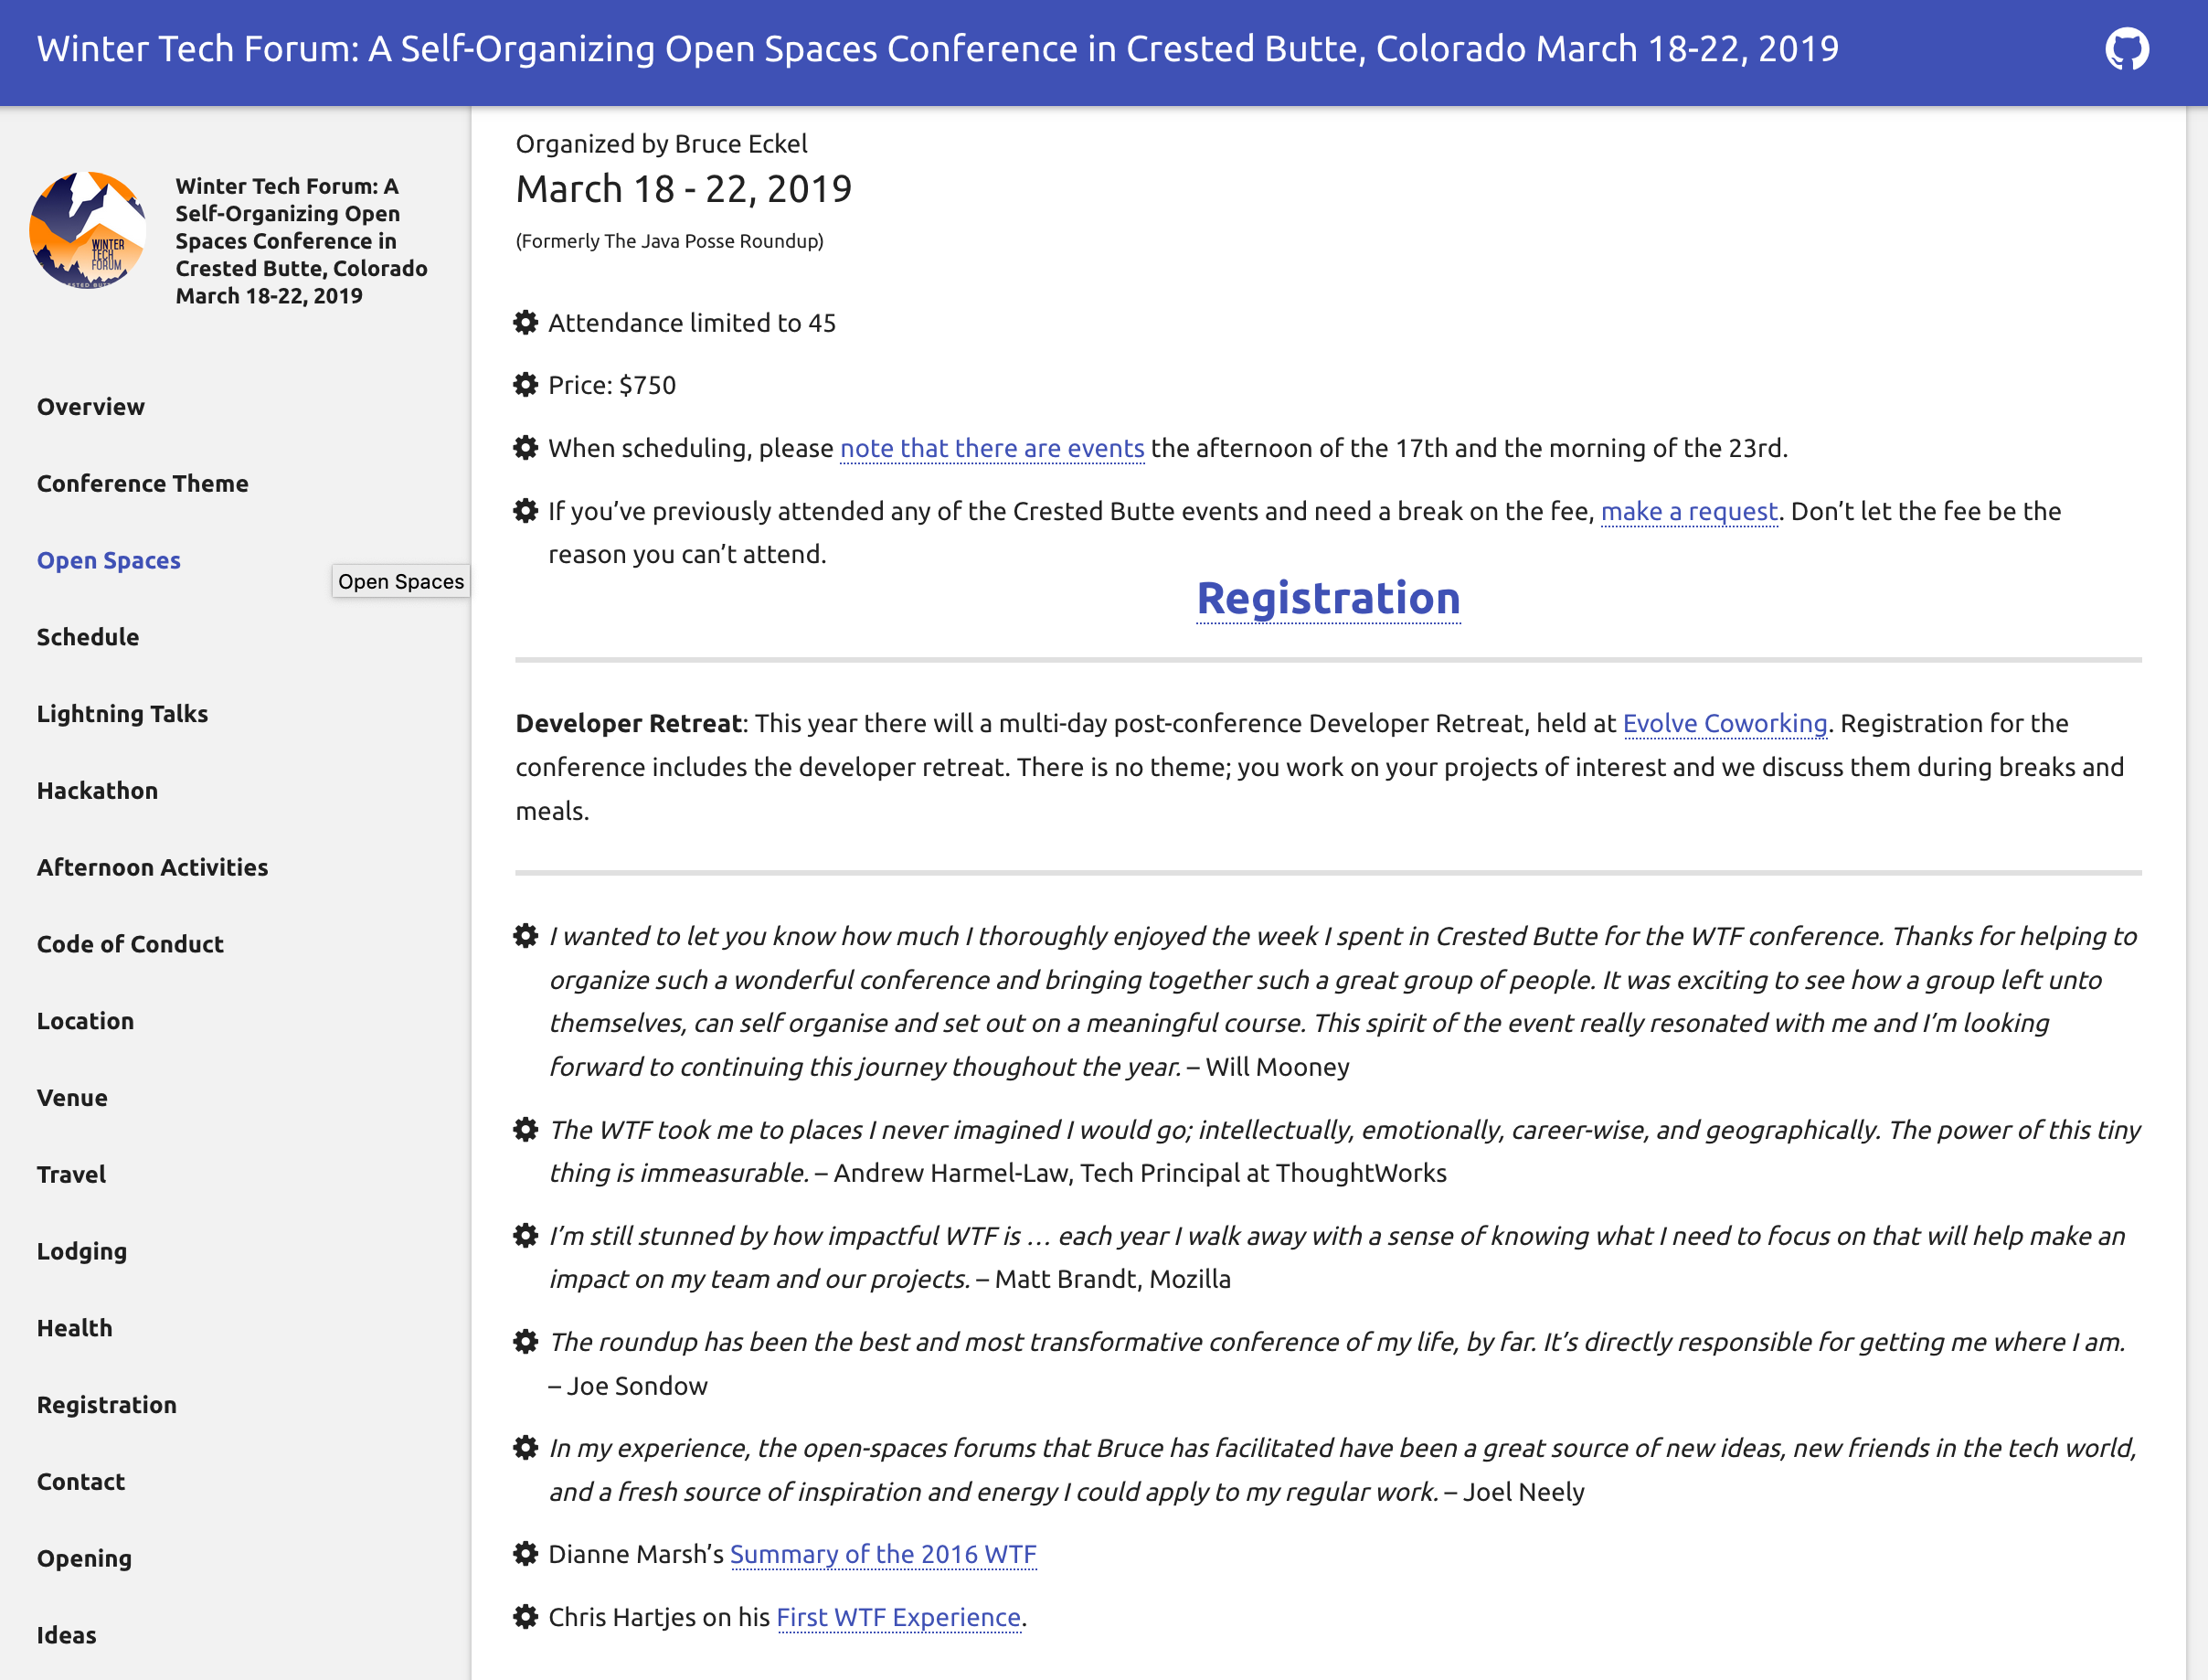 Winter Tech Forum: A Self-Organizing Open Spaces Conference in Crested Butte, Colorado March 18-22, 2019
WINTER
TECH
FORUM
Winter Tech Forum: A
Self-Organizing Open
Spaces Conference in
Crested Butte, Colorado
March 18-22, 2019
Overview
Conference Theme
Open Spaces
Open Spaces
Schedule
Lightning Talks
Hackathon
Afternoon Activities
Code of Conduct
Location
Venue
Travel
Lodging
Health
Registration
Contact
Opening
Ideas
Organized by Bruce Eckel
March 18 - 22, 2019
(Formerly The Java Posse Roundup)
Attendance limited to 45
Price: $750
When scheduling, please note that there are events the afternoon of the 17th and the morning of the 23rd.
If you’ve previously attended any of the Crested Butte events and need a break on the fee, make a request. Don’t let the fee be the
reason you can’t attend.
Registration
Developer Retreat: This year there will a multi-day post-conference Developer Retreat, held at Evolve Coworking. Registration for the
conference includes the developer retreat. There is no theme; you work on your projects of interest and we discuss them during breaks and
meals.
I wanted to let you know how much I thoroughly enjoyed the week I spent in Crested Butte for the WTF conference. Thanks for helping to
organize such a wonderful conference and bringing together such a great group of people. It was exciting to see how a group left unto
themselves, can self organise and set out on a meaningful course. This spirit of the event really resonated with me and I’m looking
forward to continuing this journey thoughout the year. – Will Mooney
The WTF took me to places I never imagined I would go; intellectually, emotionally, career-wise, and geographically. The power of this tiny
thing is immeasurable. – Andrew Harmel-Law, Tech Principal at ThoughtWorks
I’m still stunned by how impactful WTF is … each year I walk away with a sense of knowing what I need to focus on that will help make an
impact on my team and our projects. – Matt Brandt, Mozilla
The roundup has been the best and most transformative conference of my life, by far. It’s directly responsible for getting me where I am.
– Joe Sondow
In my experience, the open-spaces forums that Bruce has facilitated have been a great source of new ideas, new friends in the tech world,
and a fresh source of inspiration and energy I could apply to my regular work. – Joel Neely
Dianne Marsh’s Summary of the 2016 WTF
Chris Hartjes on his First WTF Experience.